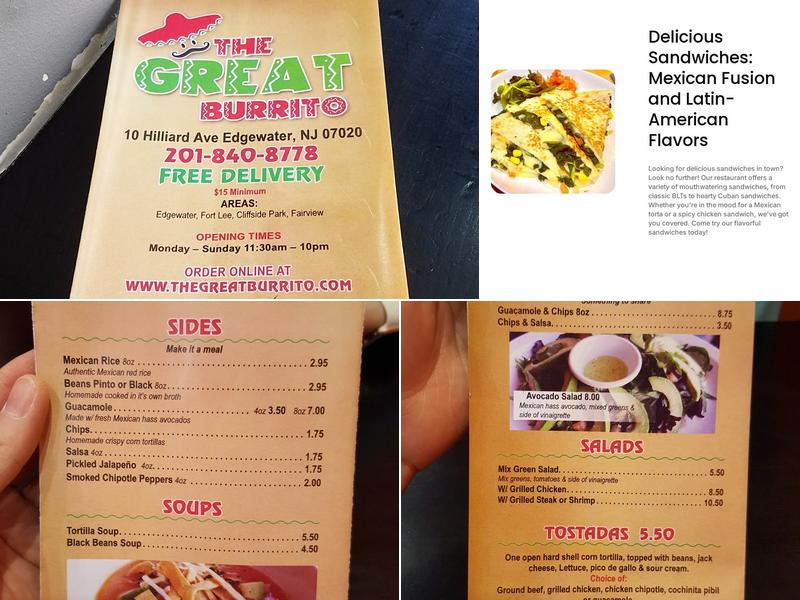 THE
GREAT
BURRITO
10 Hilliard Ave Edgewater, NJ 07020
201-840-8778
FREE DELIVERY
$15 Minimum
AREAS:
Edgewater, Fort Lee, Cliffside Park, Fairview
OPENING TIMES
Monday – Sunday 11:30am – 10pm
ORDER ONLINE AT
WWW.THEGREATBURRITO.COM
Delicious
Sandwiches:
Mexican Fusion
and Latin-
American
Flavors
Looking for delicious sandwiches in town?
Look no further! Our restaurant offers a
variety of mouthwatering sandwiches, from
classic BLTs to hearty Cuban sandwiches.
Whether you're in the mood for a Mexican
torta or a spicy chicken sandwich, we've got
you covered. Come try our flavorful
sandwiches today!
SIDES
Make it a meal
Mexican Rice 8oz 2.95
Authentic Mexican red rice
Beans Pinto or Black 8oz 2.95
Homemade cooked in it's own broth
Guacamole 4oz 3.50 8oz 7.00
Made w/ fresh Mexican hass avocados
Chips 1.75
Homemade crispy corn tortillas
Salsa 4oz 1.75
Pickled Jalapeño 4oz. 1.75
Smoked Chipotle Peppers 4oz 2.00
SOUPS
Tortilla Soup 5.50
Black Beans Soup 4.50
Something to share
Guacamole & Chips 8oz 8.75
Chips & Salsa 3.50
Avocado Salad 8.00
Mexican hass avocado, mixed greens &
side of vinaigrette
SALADS
Mix Green Salad 5.50
Mix greens, tomatoes & side of vinaigrette
W/ Grilled Chicken 8.50
W/ Grilled Steak or Shrimp 10.50
TOSTADAS 5.50
One open hard shell corn tortilla, topped with beans, jack
cheese, Lettuce, pico de gallo & sour cream.
Choice of:
Ground beef, grilled chicken, chicken chipotle, cochinita pibil
or guacamole